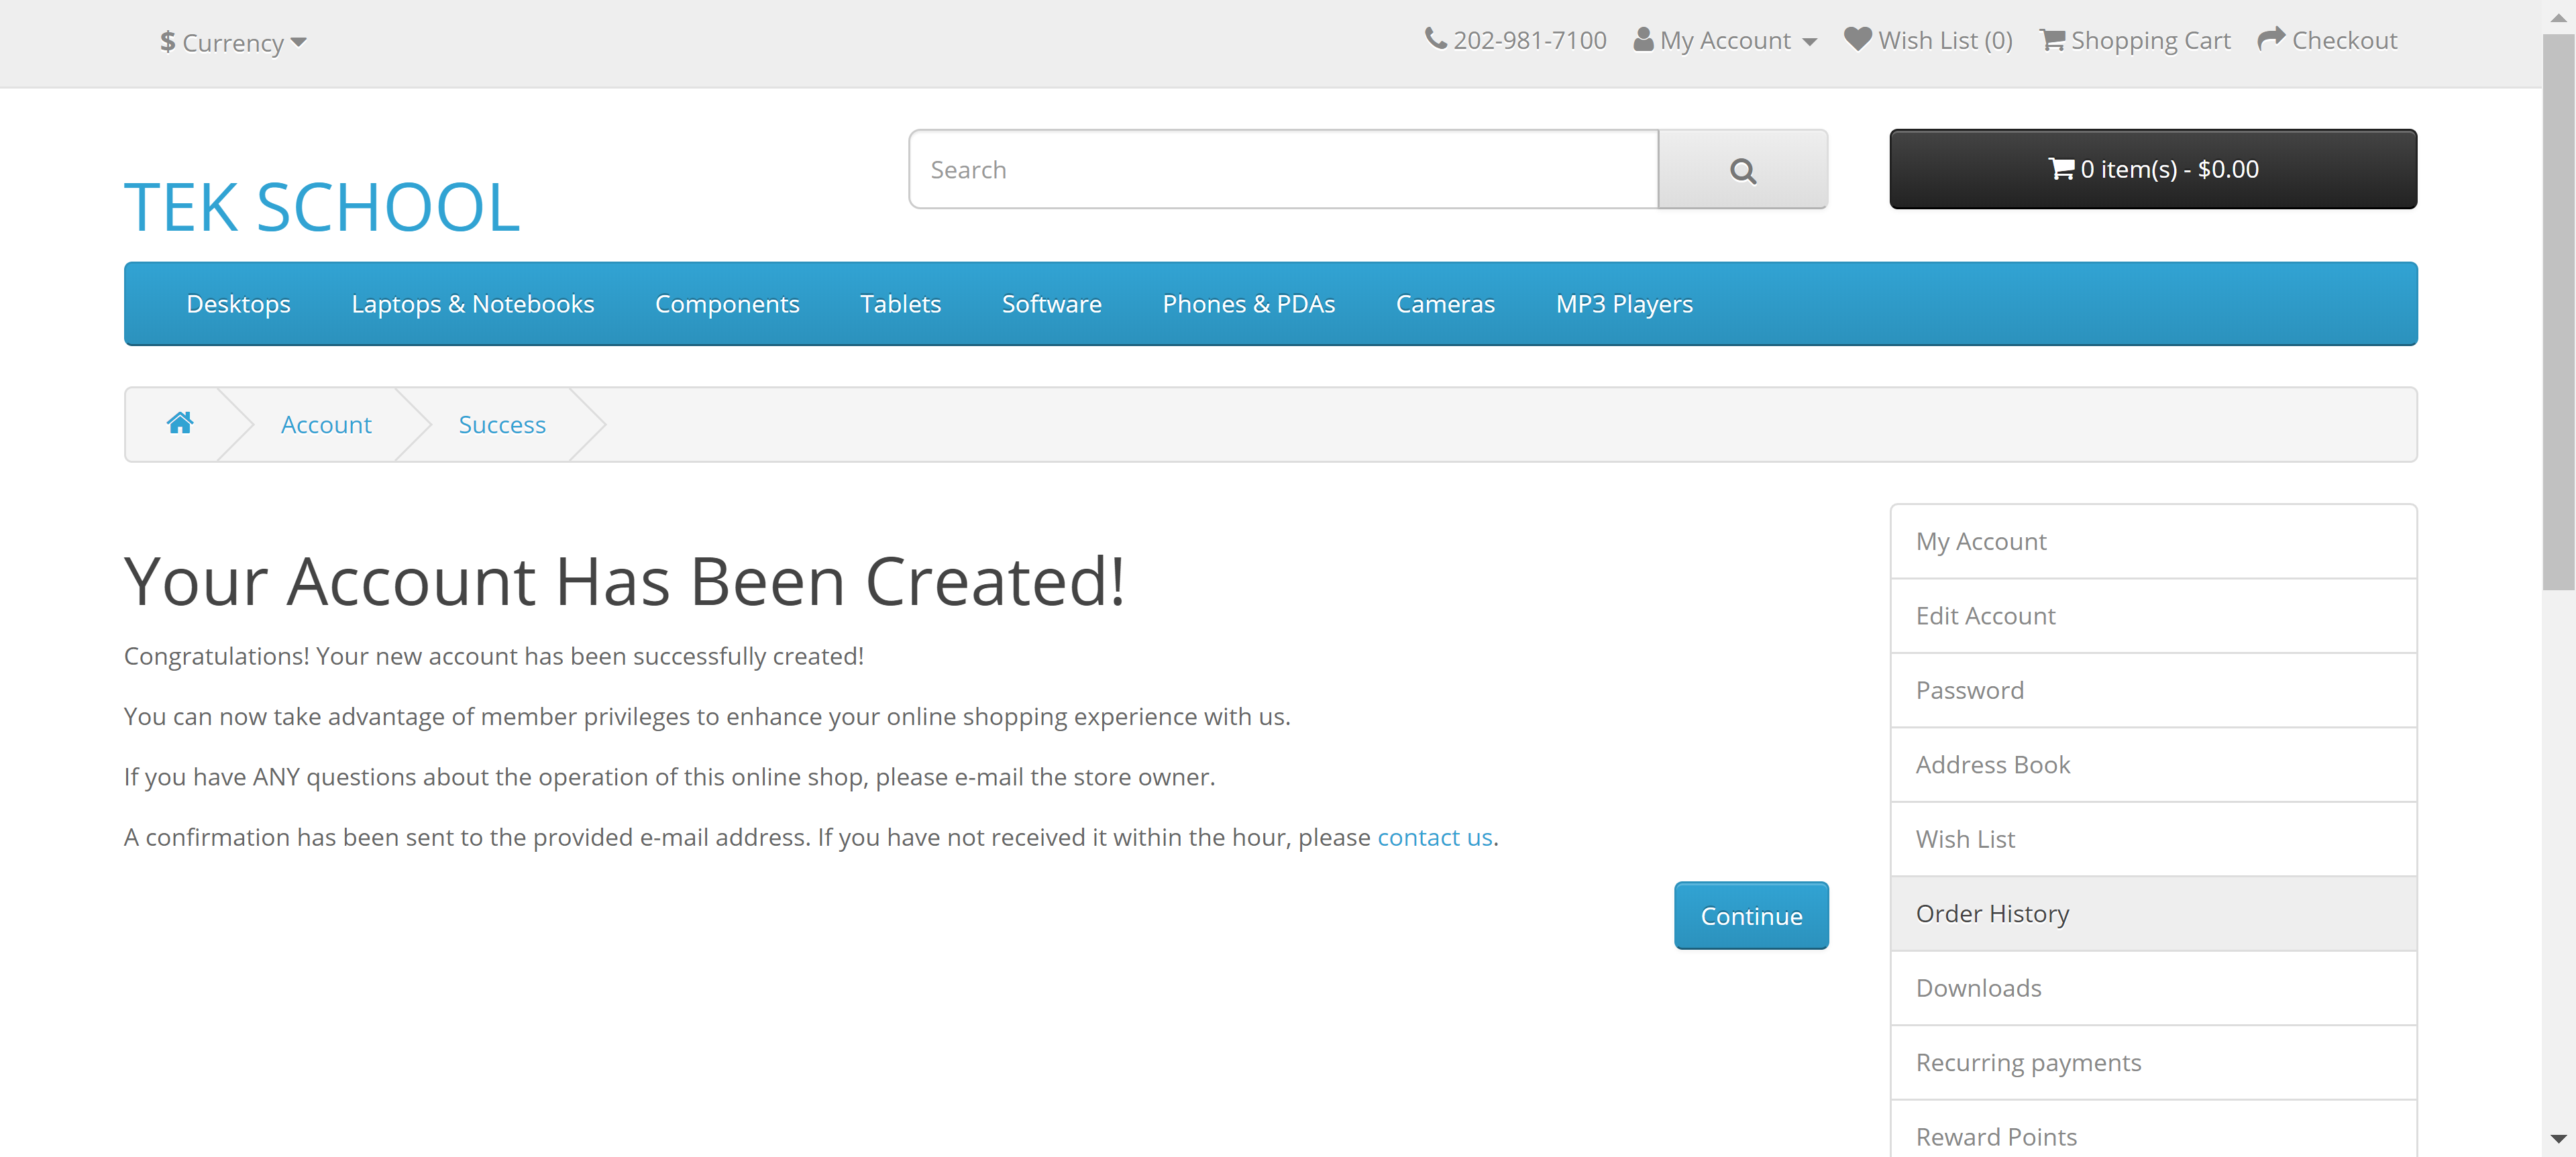 $ Currency
202-981-7100 My Account Wish List (0) Shopping Cart Checkout
TEK SCHOOL
Search
0 item(s) - $0.00
Desktops Laptops & Notebooks Components Tablets Software Phones & PDAs Cameras MP3 Players
Account Success
Your Account Has Been Created!
Congratulations! Your new account has been successfully created!
You can now take advantage of member privileges to enhance your online shopping experience with us.
If you have ANY questions about the operation of this online shop, please e-mail the store owner.
A confirmation has been sent to the provided e-mail address. If you have not received it within the hour, please contact us.
Continue
My Account
Edit Account
Password
Address Book
Wish List
Order History
Downloads
Recurring payments
Reward Points